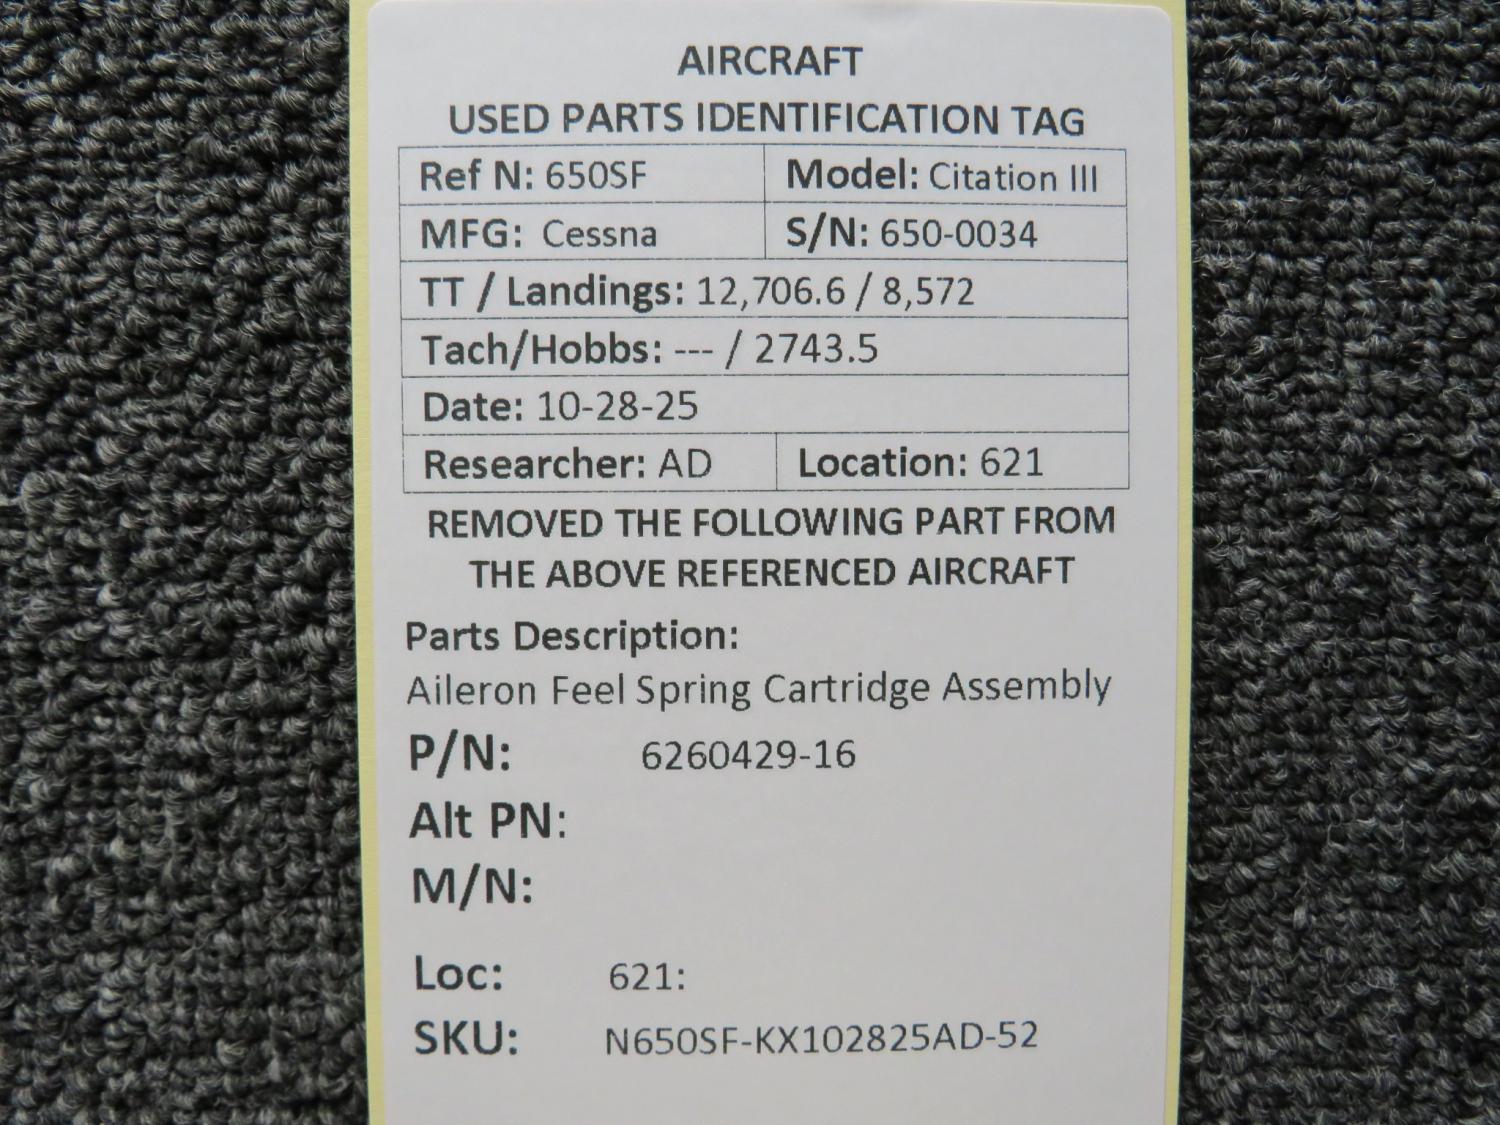 AIRCRAFT
USED PARTS IDENTIFICATION TAG
Ref N: 650SF Model: Citation III
MFG: Cessna S/N: 650-0034
TT / Landings: 12,706.6 / 8,572
Tach/Hobbs: --- / 2743.5
Date: 10-28-25
Researcher: AD Location: 621
REMOVED THE FOLLOWING PART FROM
THE ABOVE REFERENCED AIRCRAFT
Parts Description:
Aileron Feel Spring Cartridge Assembly
P/N: 6260429-16
Alt PN:
M/N:
Loc: 621:
SKU: N650SF-KX102825AD-52